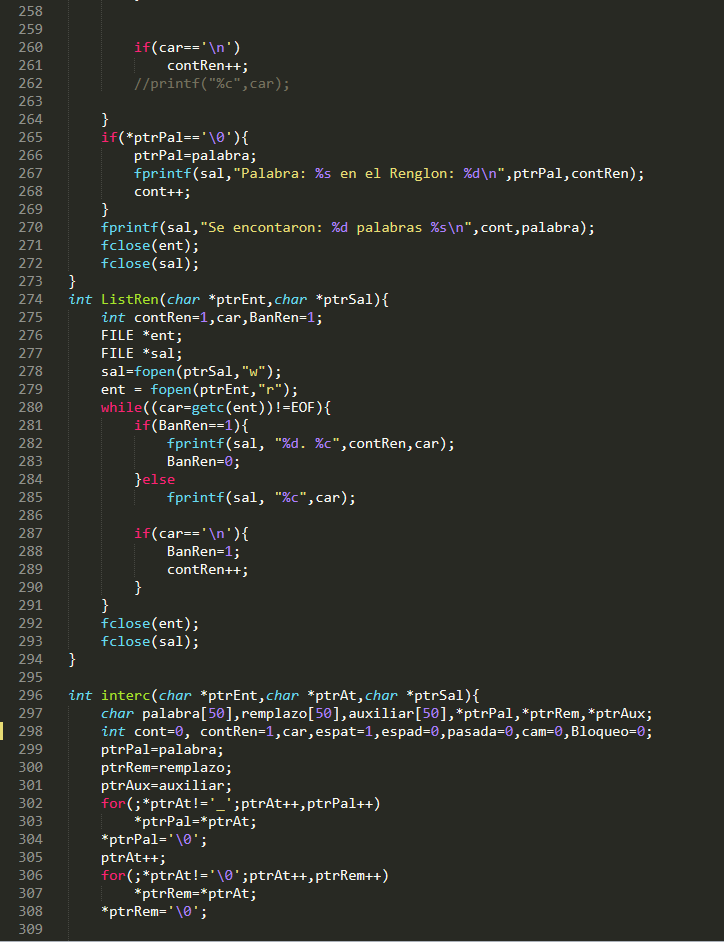 258
259
260 if(car=='\n')
261 contRen++;
262 //printf("%c",car);
263
264 }
265 if(*ptrPal=='\0'){
266 ptrPal=palabra;
267 fprintf(sal,"Palabra: %s en el Renglon: %d\n",ptrPal,contRen);
268 cont++;
269 }
270 fprintf(sal,"Se encontaron: %d palabras %s\n",cont,palabra);
271 fclose(ent);
272 fclose(sal);
273 }
274 int ListRen(char *ptrEnt,char *ptrSal){
275 int contRen=1,car,BanRen=1;
276 FILE *ent;
277 FILE *sal;
278 sal=fopen(ptrSal,"w");
279 ent = fopen(ptrEnt,"r");
280 while((car=getc(ent))!=EOF){
281 if(BanRen==1){
282 fprintf(sal, "%d. %c",contRen,car);
283 BanRen=0;
284 }else
285 fprintf(sal, "%c",car);
286
287 if(car=='\n'){
288 BanRen=1;
289 contRen++;
290 }
291 }
292 fclose(ent);
293 fclose(sal);
294 }
295
296 int interc(char *ptrEnt,char *ptrAt,char *ptrSal){
297 char palabra[50],remplazo[50],auxiliar[50],*ptrPal,*ptrRem,*ptrAux;
298 int cont=0, contRen=1,car,espat=1,espad=0,pasada=0,cam=0,Bloqueo=0;
299 ptrPal=palabra;
300 ptrRem=remplazo;
301 ptrAux=auxiliar;
302 for(;*ptrAt!='_';ptrAt++,ptrPal++)
303 *ptrPal=*ptrAt;
304 *ptrPal='\0';
305 ptrAt++;
306 for(;*ptrAt!='\0';ptrAt++,ptrRem++)
307 *ptrRem=*ptrAt;
308 *ptrRem='\0';
309